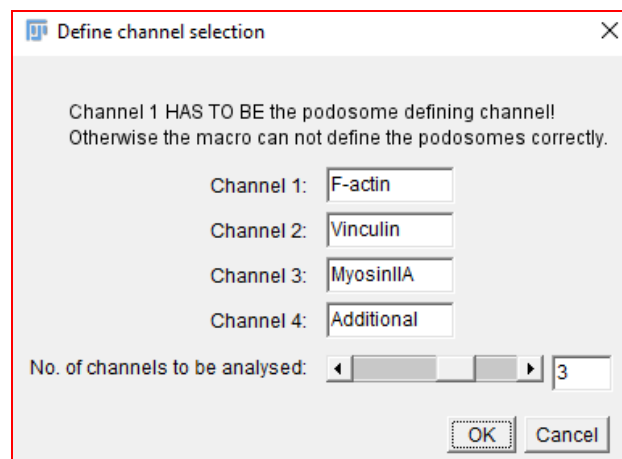 Define channel selection
Channel 1 HAS TO BE the podosome defining channel!
Otherwise the macro can not define the podosomes correctly.
Channel 1: F-actin
Channel 2: Vinculin
Channel 3: MyosinIIA
Channel 4: Additional
No. of channels to be analysed: 3
OK Cancel